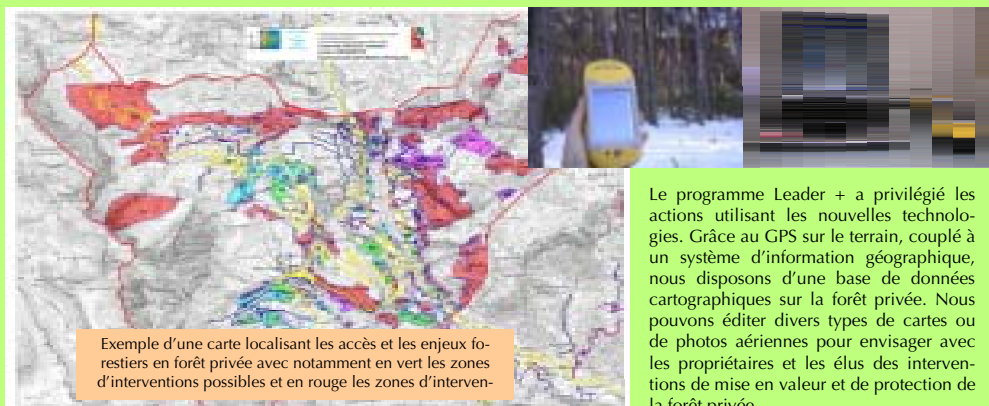 Le programme Leader + a privilégié les
actions utilisant les nouvelles technolo-
gies. Grâce au GPS sur le terrain, couplé à
un système d'information géographique,
nous disposons d'une base de données
cartographiques sur la forêt privée. Nous
pouvons éditer divers types de cartes ou
de photos aériennes pour envisager avec
les propriétaires et les élus des interven-
tions de mise en valeur et de protection de
la forêt privée
Exemple d'une carte localisant les accès et les enjeux fo-
restiers en forêt privée avec notamment en vert les zones
d'interventions possibles et en rouge les zones d'interven-